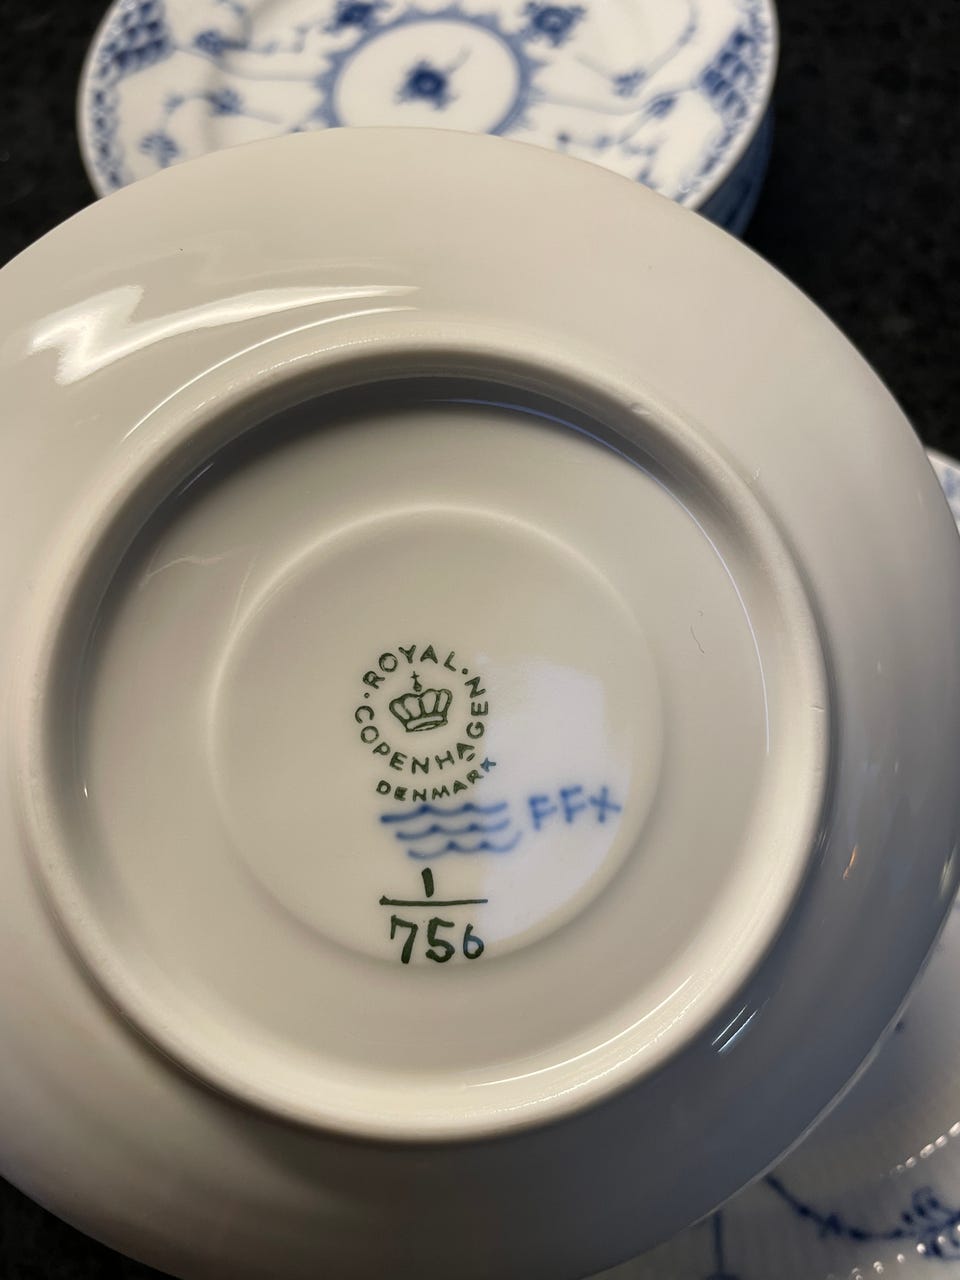 ROYAL
COPENHAGEN
DENMARK
FFX
1
756